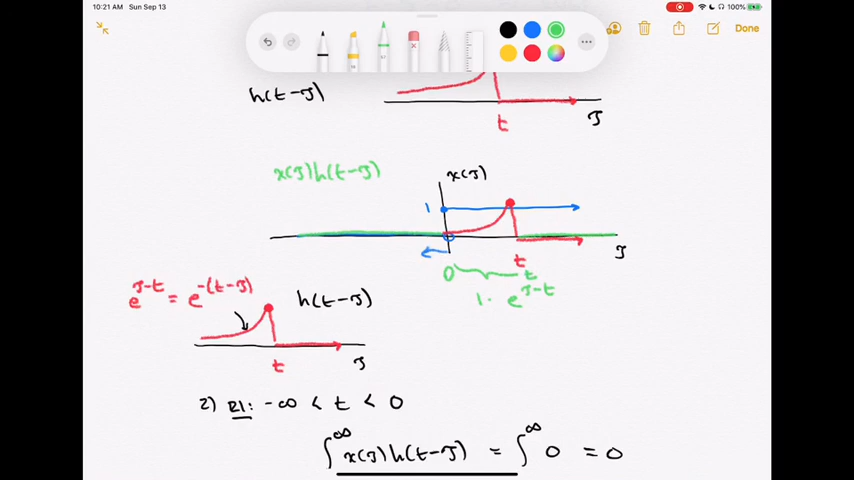 10:21 AM Sun Sep 13
100%
Done
h(t-τ)
t
τ
x(τ)h(t-τ)
x(τ)
1
t
τ
0 t
1· e^{τ-t}
e^{τ-t} = e^{-(t-τ)}
h(t-τ)
t
τ
2) R1: -∞ < t < 0
∫^∞ x(τ)h(t-τ) = ∫^∞ 0 = 0